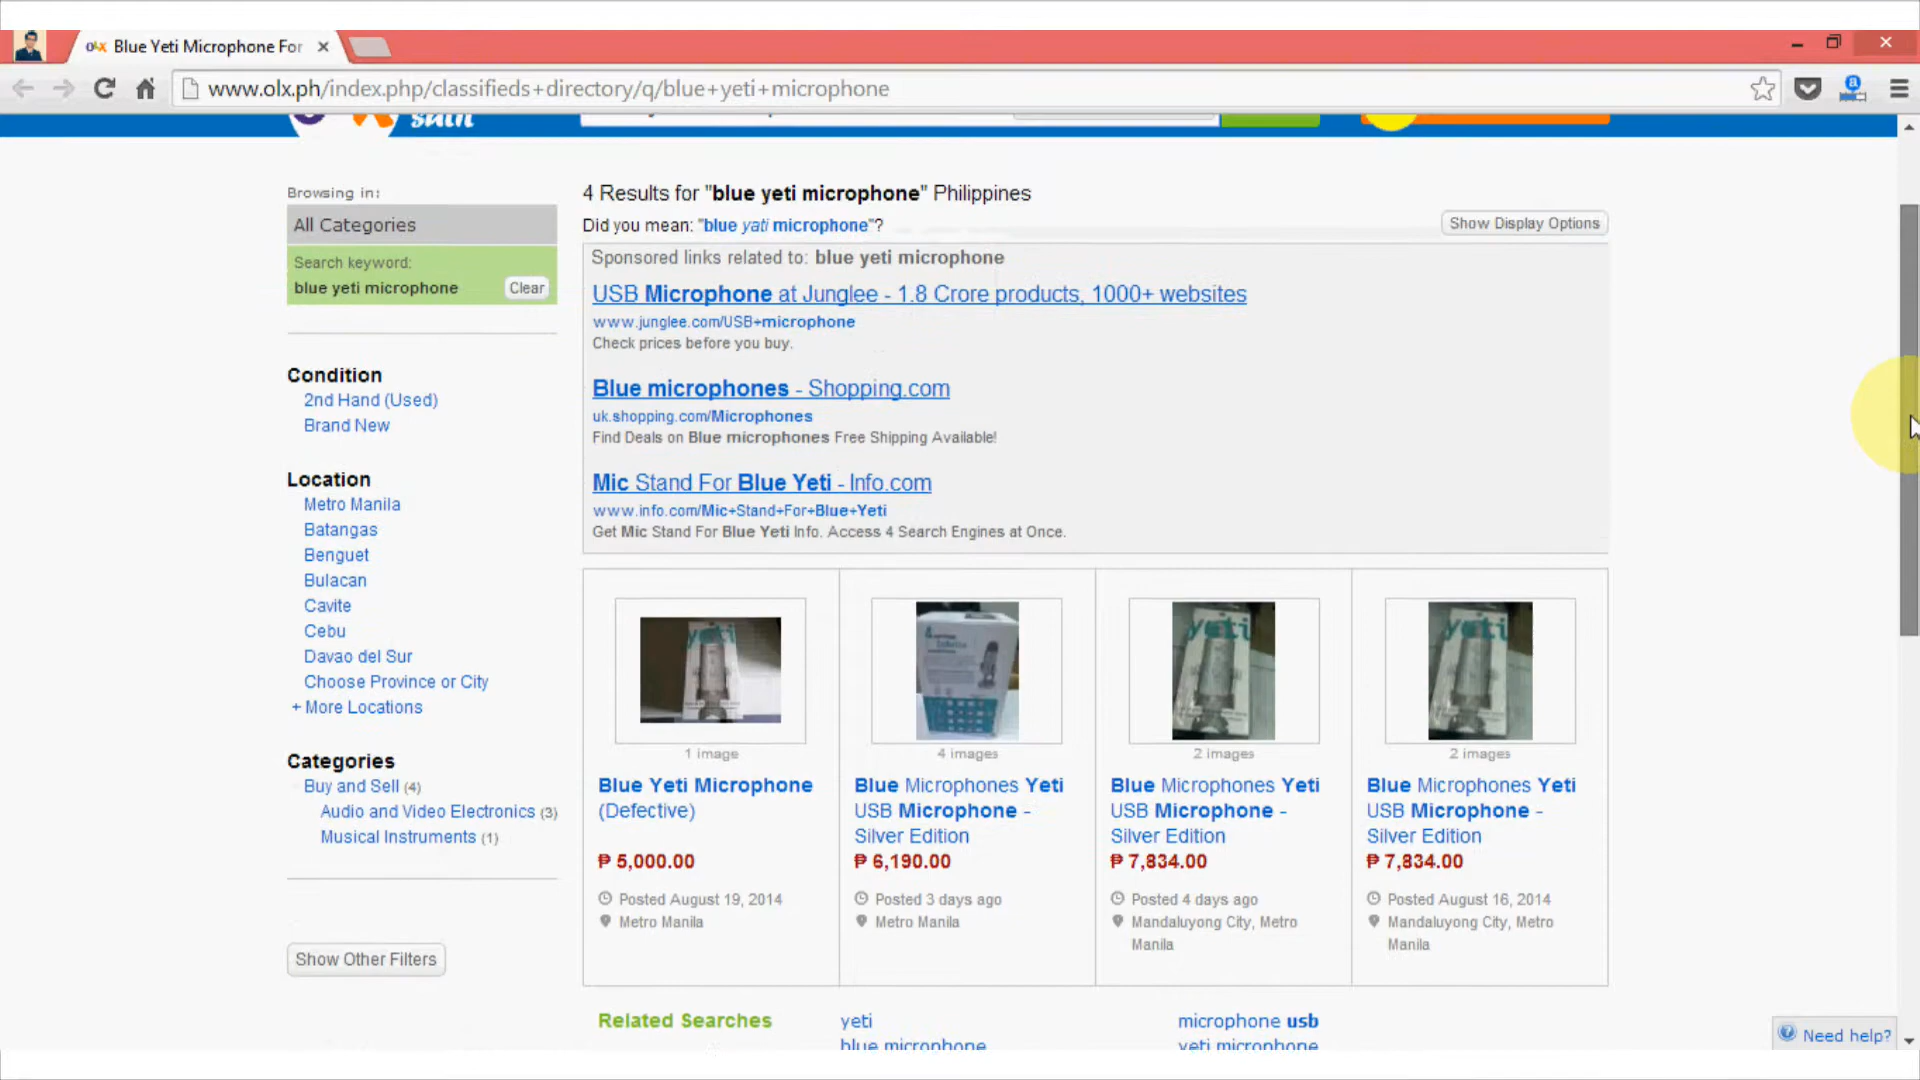 Blue Yeti Microphone For
www.olx.ph/index.php/classifieds+directory/q/blue+yeti+microphone
sulit
Browsing in:
All Categories
Search keyword:
blue yeti microphone Clear
Condition
2nd Hand (Used)
Brand New
Location
Metro Manila
Batangas
Benguet
Bulacan
Cavite
Cebu
Davao del Sur
Choose Province or City
+ More Locations
Categories
Buy and Sell (4)
Audio and Video Electronics (3)
Musical Instruments (1)
Show Other Filters
4 Results for "blue yeti microphone" Philippines
Did you mean: "blue yati microphone"?
Show Display Options
Sponsored links related to: blue yeti microphone
USB Microphone at Junglee - 1.8 Crore products, 1000+ websites
www.junglee.com/USB+microphone
Check prices before you buy.
Blue microphones - Shopping.com
uk.shopping.com/Microphones
Find Deals on Blue microphones Free Shipping Available!
Mic Stand For Blue Yeti - Info.com
www.info.com/Mic+Stand+For+Blue+Yeti
Get Mic Stand For Blue Yeti Info. Access 4 Search Engines at Once.
yeti
1 image
Blue Yeti Microphone
(Defective)
₱ 5,000.00
Posted August 19, 2014
Metro Manila
4 images
Blue Microphones Yeti
USB Microphone -
Silver Edition
₱ 6,190.00
Posted 3 days ago
Metro Manila
yeti
2 images
Blue Microphones Yeti
USB Microphone -
Silver Edition
₱ 7,834.00
Posted 4 days ago
Mandaluyong City, Metro
Manila
yeti
2 images
Blue Microphones Yeti
USB Microphone -
Silver Edition
₱ 7,834.00
Posted August 16, 2014
Mandaluyong City, Metro
Manila
Related Searches
yeti
blue microphone
microphone usb
yeti microphone
Need help?